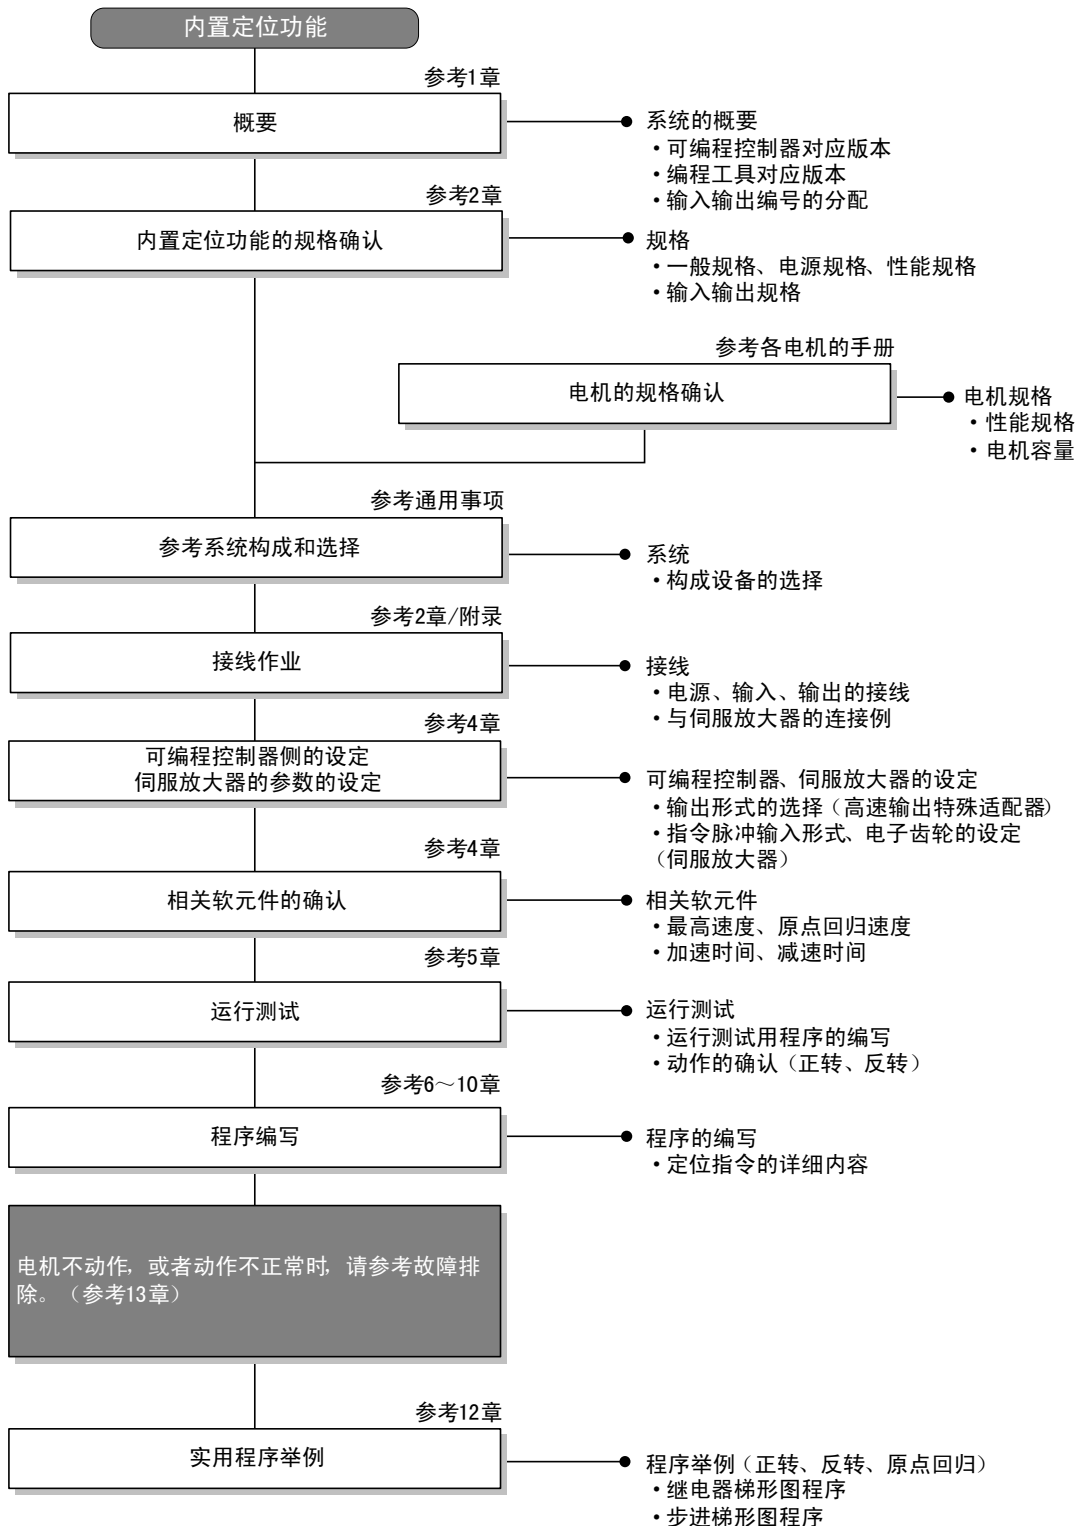 内置定位功能
参考1章
概要
系统的概要
・可编程控制器对应版本
・编程工具对应版本
・输入输出编号的分配
参考2章
内置定位功能的规格确认
规格
・一般规格、电源规格、性能规格
・输入输出规格
参考各电机的手册
电机的规格确认
电机规格
・性能规格
・电机容量
参考通用事项
参考系统构成和选择
系统
・构成设备的选择
参考2章/附录
接线作业
接线
・电源、输入、输出的接线
・与伺服放大器的连接例
参考4章
可编程控制器侧的设定
伺服放大器的参数的设定
可编程控制器、伺服放大器的设定
・输出形式的选择（高速输出特殊适配器）
・指令脉冲输入形式、电子齿轮的设定
（伺服放大器）
参考4章
相关软元件的确认
相关软元件
・最高速度、原点回归速度
・加速时间、减速时间
参考5章
运行测试
运行测试
・运行测试用程序的编写
・动作的确认（正转、反转）
参考6～10章
程序编写
程序的编写
・定位指令的详细内容
电机不动作，或者动作不正常时，请参考故障排
除。（参考13章）
参考12章
实用程序举例
程序举例（正转、反转、原点回归）
・继电器梯形图程序
・步进梯形图程序